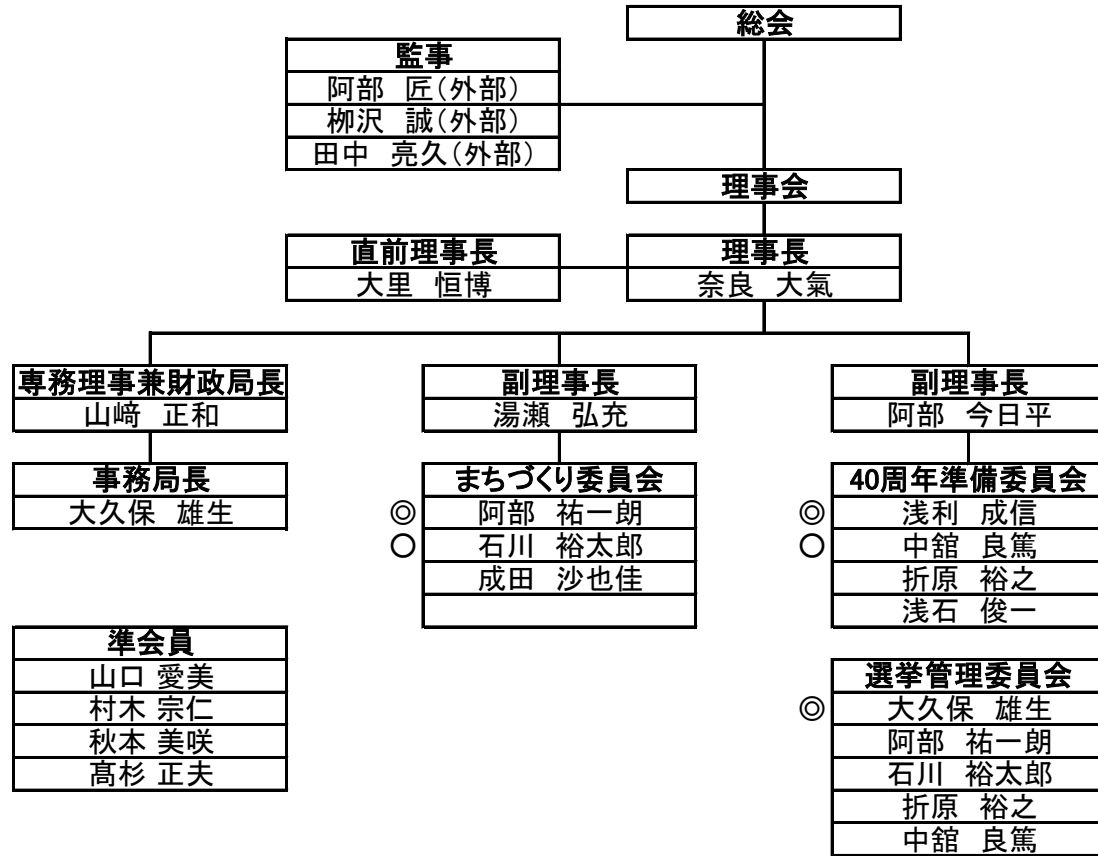 総会
監事
阿部　匠（外部）
柳沢　誠（外部）
田中　亮久（外部）
理事会
直前理事長
大里　恒博
理事長
奈良　大氣
専務理事兼財政局長
山﨑　正和
事務局長
大久保　雄生
副理事長
湯瀬　弘充
まちづくり委員会
◎ 阿部　祐一朗
○ 石川　裕太郎
成田　沙也佳
副理事長
阿部　今日平
40周年準備委員会
◎ 浅利　成信
○ 中舘　良篤
折原　裕之
浅石　俊一
準会員
山口 愛美
村木 宗仁
秋本 美咲
髙杉 正夫
選挙管理委員会
◎ 大久保　雄生
阿部　祐一朗
石川　裕太郎
折原　裕之
中舘　良篤